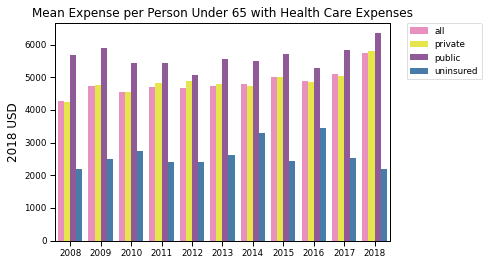 Mean Expense per Person Under 65 with Health Care Expenses
all
private
public
uninsured
2018 USD
6000
5000
4000
3000
2000
1000
0
2008 2009 2010 2011 2012 2013 2014 2015 2016 2017 2018